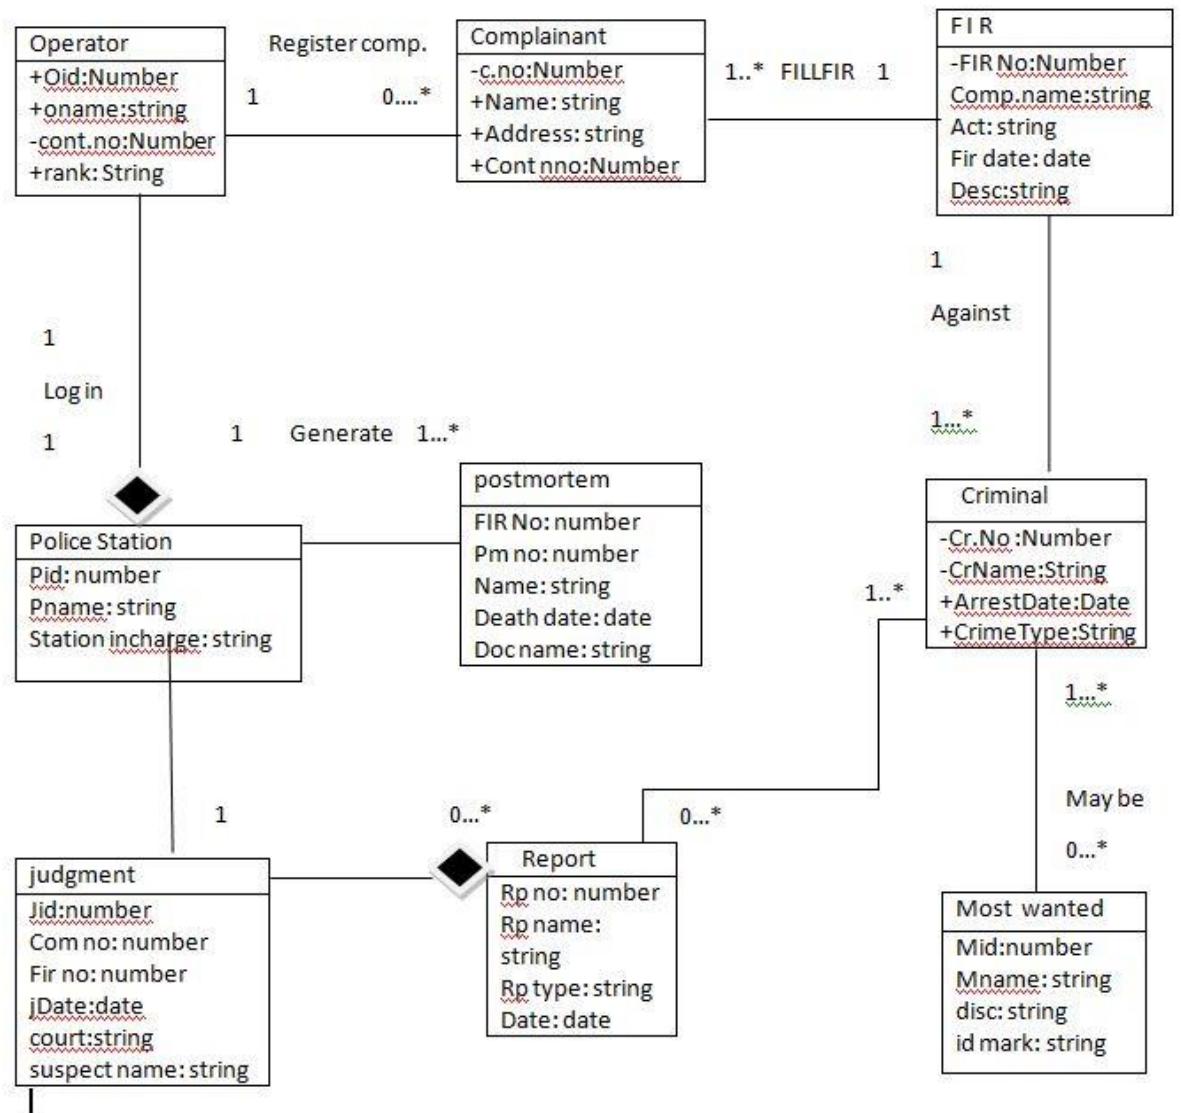 Operator
+Oid:Number
+oname:string
-cont.no:Number
+rank: String
Register comp.
1
0....*
Complainant
-c.no:Number
+Name: string
+Address: string
+Cont nno:Number
1..* FILLFIR 1
F I R
-FIR No:Number
Comp.name:string
Act: string
Fir date: date
Desc:string
1
Log in
1
1
Against
1...*
1 Generate 1...*
Police Station
Pid: number
Pname: string
Station incharge: string
postmortem
FIR No: number
Pm no: number
Name: string
Death date: date
Doc name: string
Criminal
-Cr.No :Number
-CrName:String
+ArrestDate:Date
+CrimeType:String
1..*
1...*
May be
0...*
1
0...*
0...*
judgment
Jid:number
Com no: number
Fir no: number
jDate:date
court:string
suspect name: string
Report
Rp no: number
Rp name:
string
Rp type: string
Date: date
Most wanted
Mid:number
Mname: string
disc: string
id mark: string